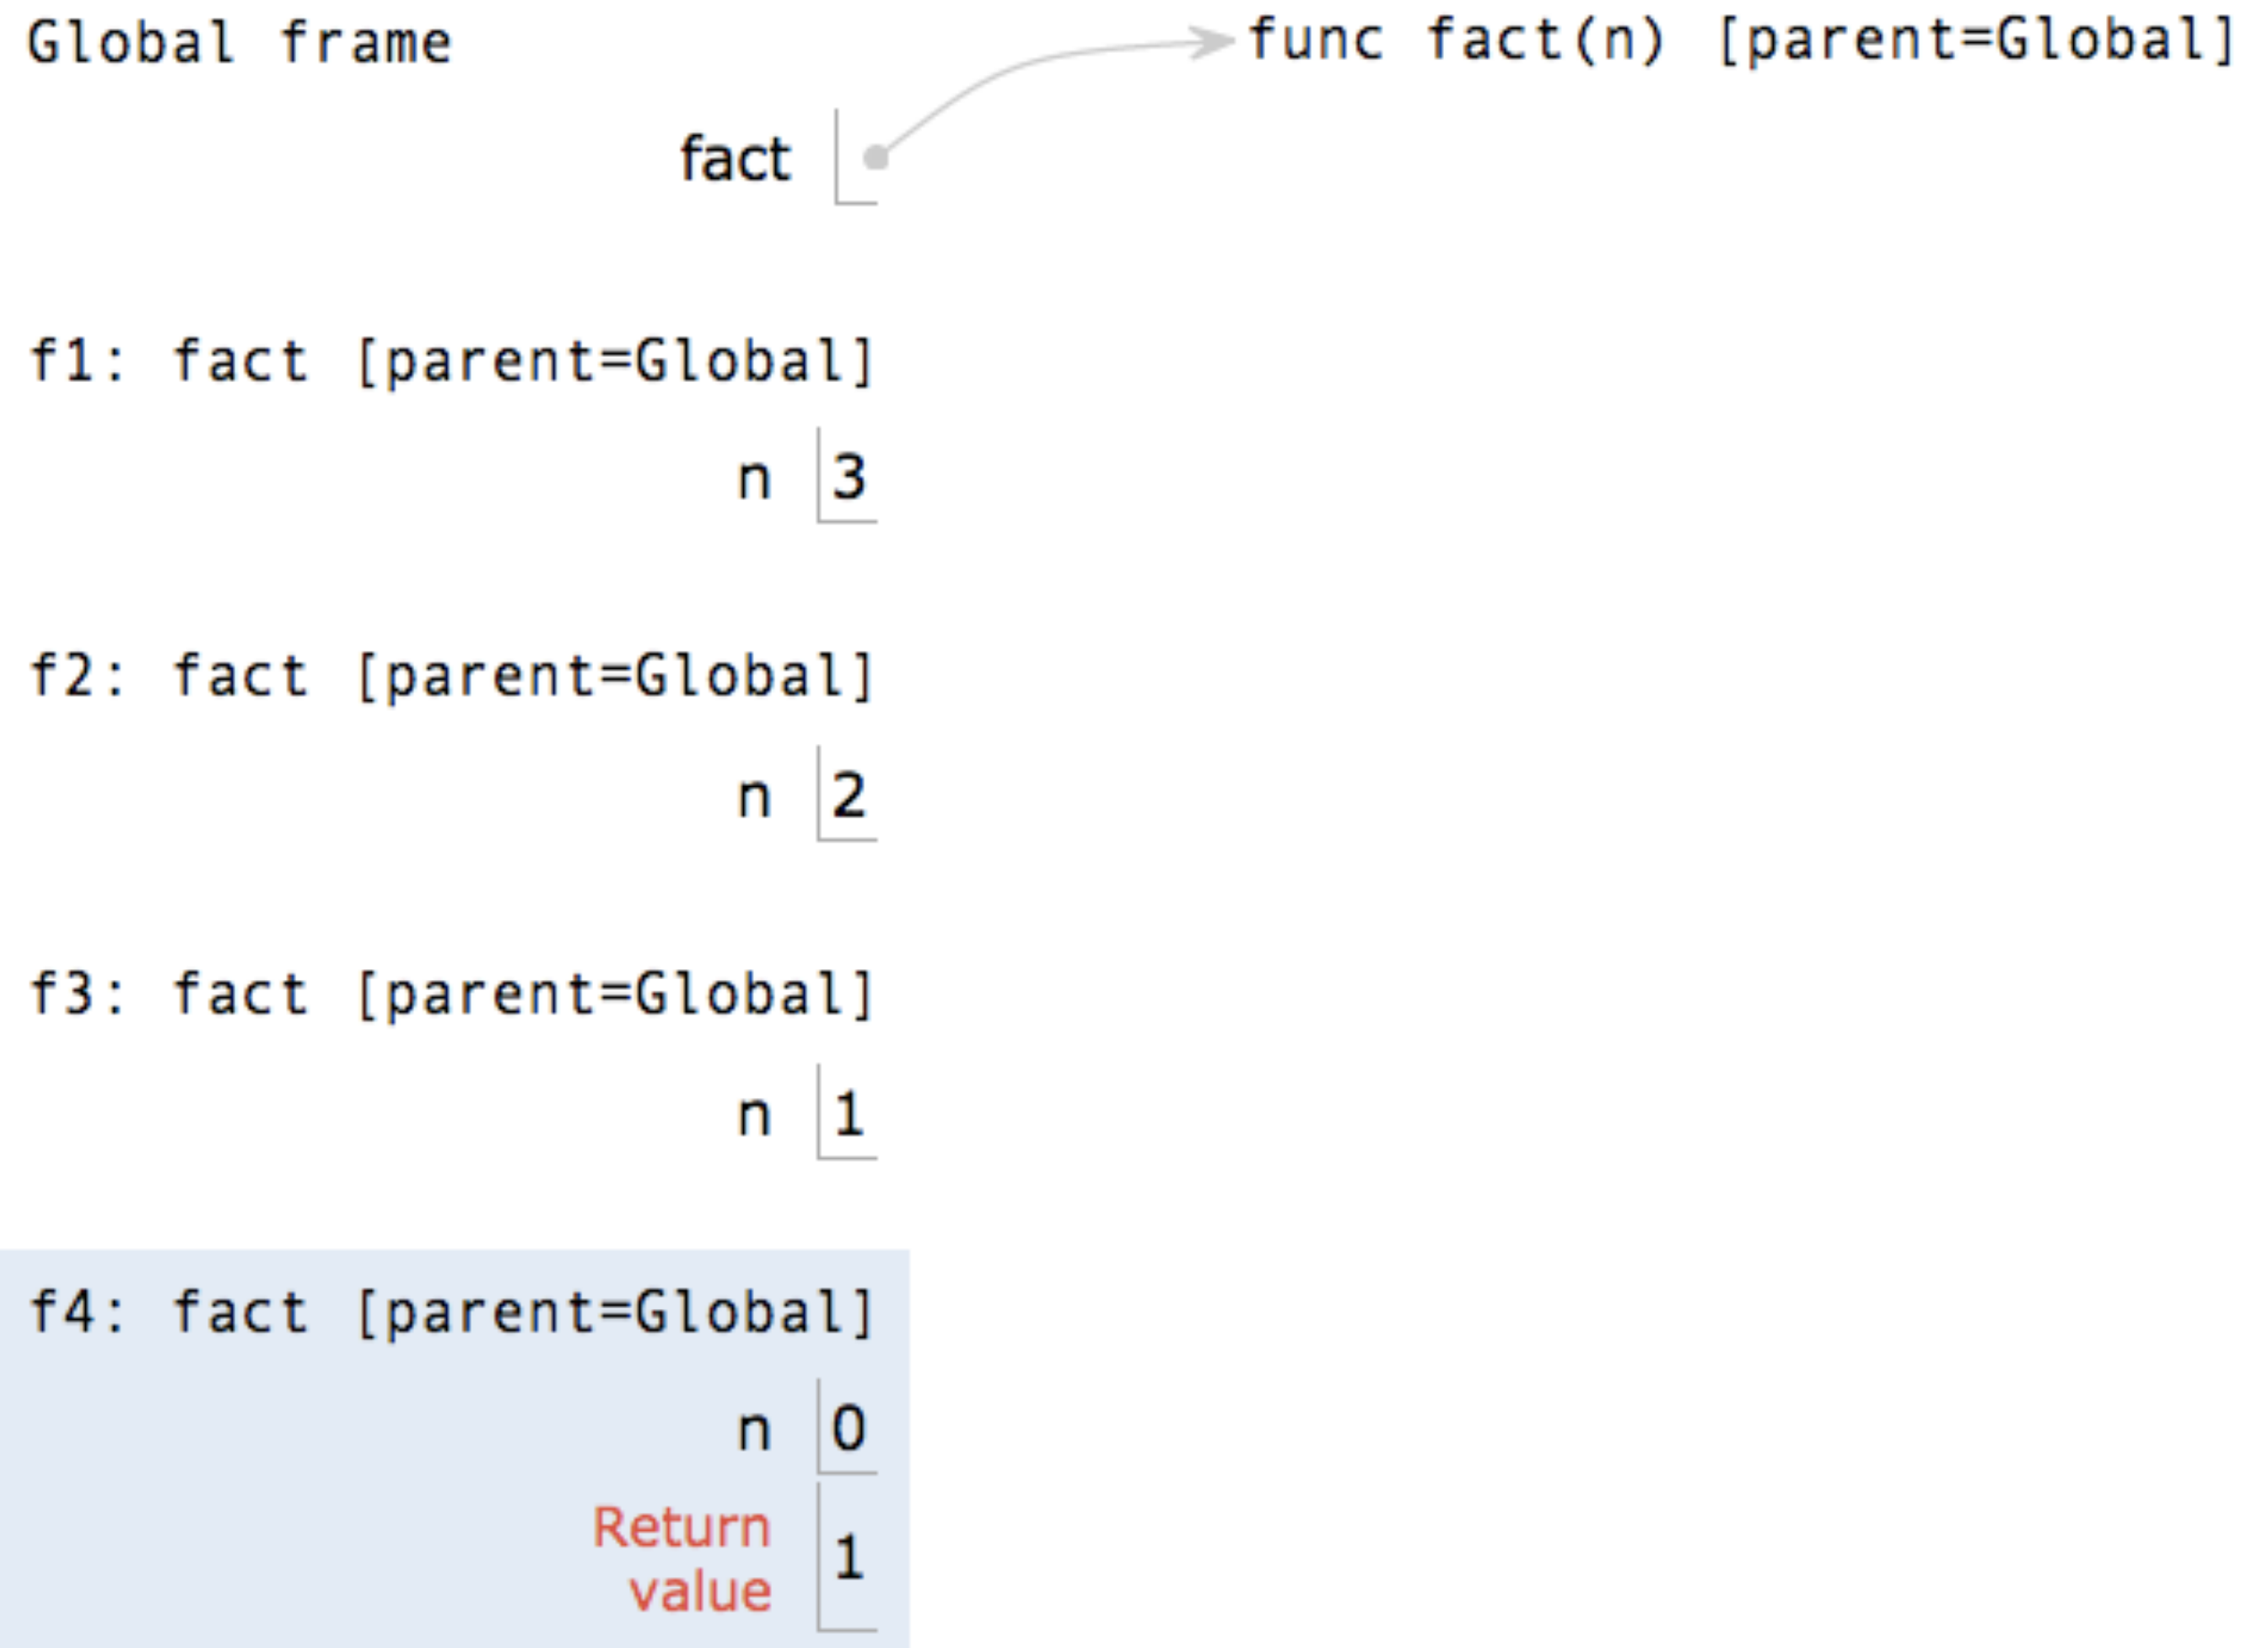 Global frame
func fact(n) [parent=Global]
fact
f1: fact [parent=Global]
n 3
f2: fact [parent=Global]
n 2
f3: fact [parent=Global]
n 1
f4: fact [parent=Global]
n 0
Return
value 1